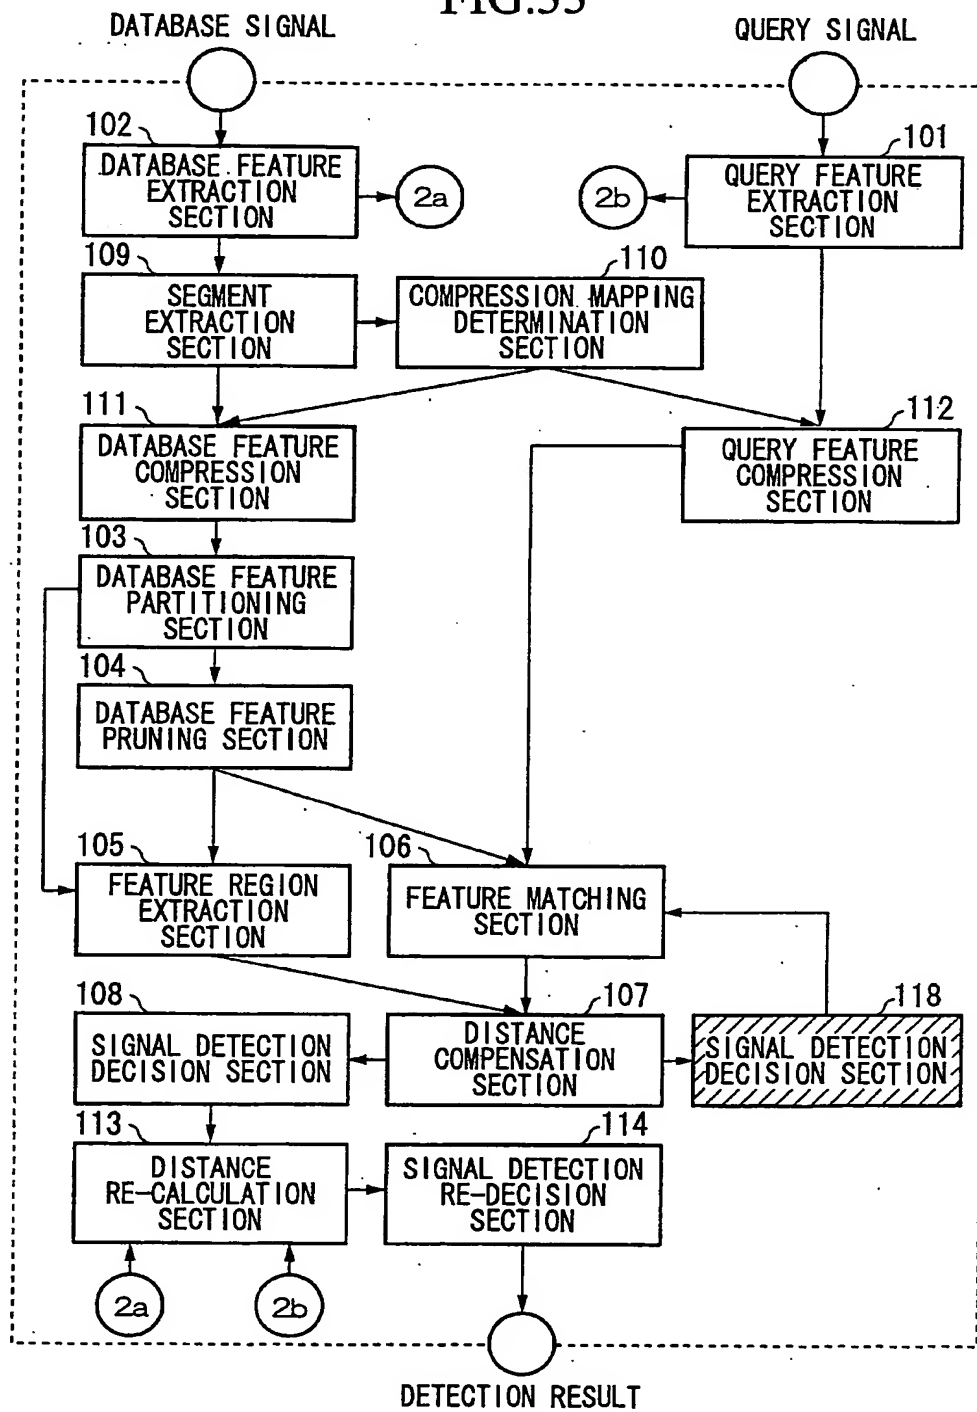 FIG.33
DATABASE SIGNAL
QUERY SIGNAL
102
DATABASE FEATURE
EXTRACTION
SECTION
2a
2b
101
QUERY FEATURE
EXTRACTION
SECTION
109
SEGMENT
EXTRACTION
SECTION
110
COMPRESSION MAPPING
DETERMINATION
SECTION
111
DATABASE FEATURE
COMPRESSION
SECTION
112
QUERY FEATURE
COMPRESSION
SECTION
103
DATABASE FEATURE
PARTITIONING
SECTION
104
DATABASE FEATURE
PRUNING SECTION
105
FEATURE REGION
EXTRACTION
SECTION
106
FEATURE MATCHING
SECTION
108
SIGNAL DETECTION
DECISION SECTION
107
DISTANCE
COMPENSATION
SECTION
118
SIGNAL DETECTION
DECISION SECTION
113
DISTANCE
RE-CALCULATION
SECTION
114
SIGNAL DETECTION
RE-DECISION
SECTION
2a
2b
DETECTION RESULT